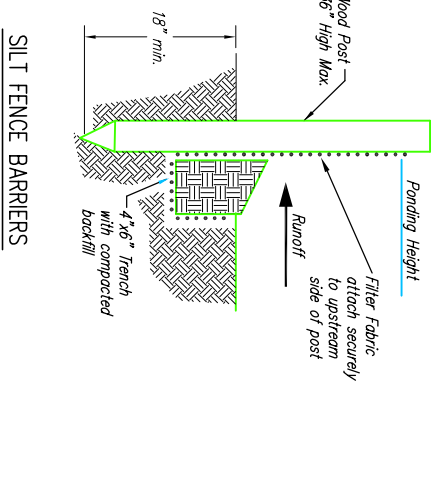 Wood Post
36" High Max.
Ponding Height
Filter Fabric
attach securely
to upstream
side of post
Runoff
18" min.
4"x6" Trench
with compacted
backfill
SILT FENCE BARRIERS